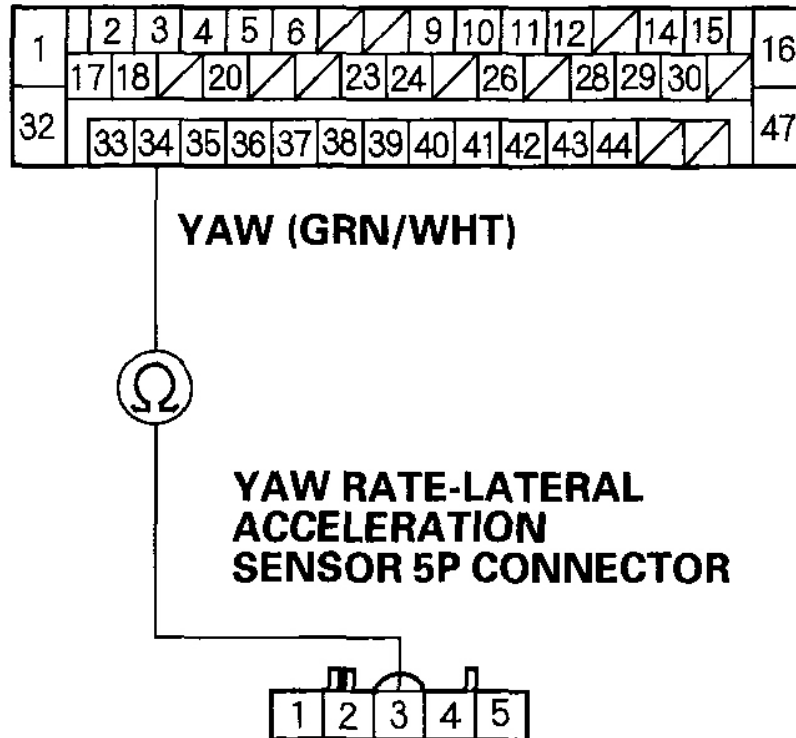 1 2 3 4 5 6 9 10 11 12 14 15 16
17 18 20 23 24 26 28 29 30
32 33 34 35 36 37 38 39 40 41 42 43 44 47
YAW (GRN/WHT)
Ω
YAW RATE-LATERAL
ACCELERATION
SENSOR 5P CONNECTOR
1 2 3 4 5